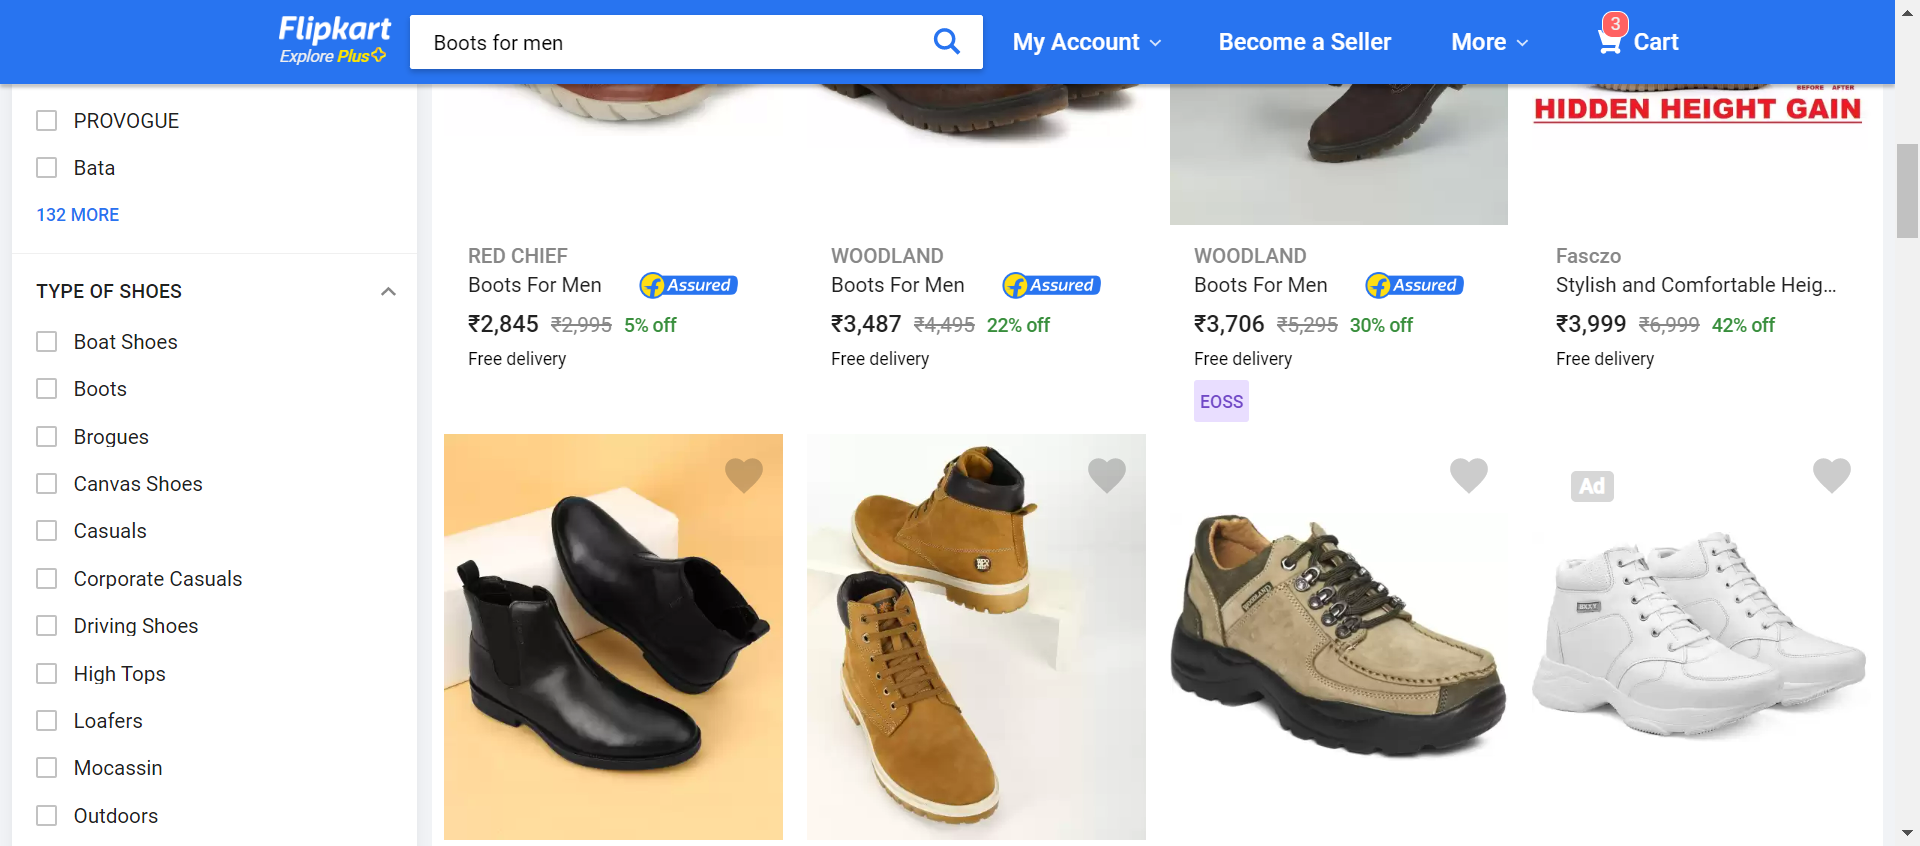 Flipkart
Explore Plus
Boots for men
My Account
Become a Seller
More
3
Cart
PROVOGUE
Bata
132 MORE
TYPE OF SHOES
Boat Shoes
Boots
Brogues
Canvas Shoes
Casuals
Corporate Casuals
Driving Shoes
High Tops
Loafers
Mocassin
Outdoors
BEFORE AFTER
HIDDEN HEIGHT GAIN
RED CHIEF
Boots For Men
Assured
₹2,845 ₹2,995 5% off
Free delivery
WOODLAND
Boots For Men
Assured
₹3,487 ₹4,495 22% off
Free delivery
WOODLAND
Boots For Men
Assured
₹3,706 ₹5,295 30% off
Free delivery
EOSS
Fasczo
Stylish and Comfortable Heig...
₹3,999 ₹6,999 42% off
Free delivery
WOODLAND
Ad